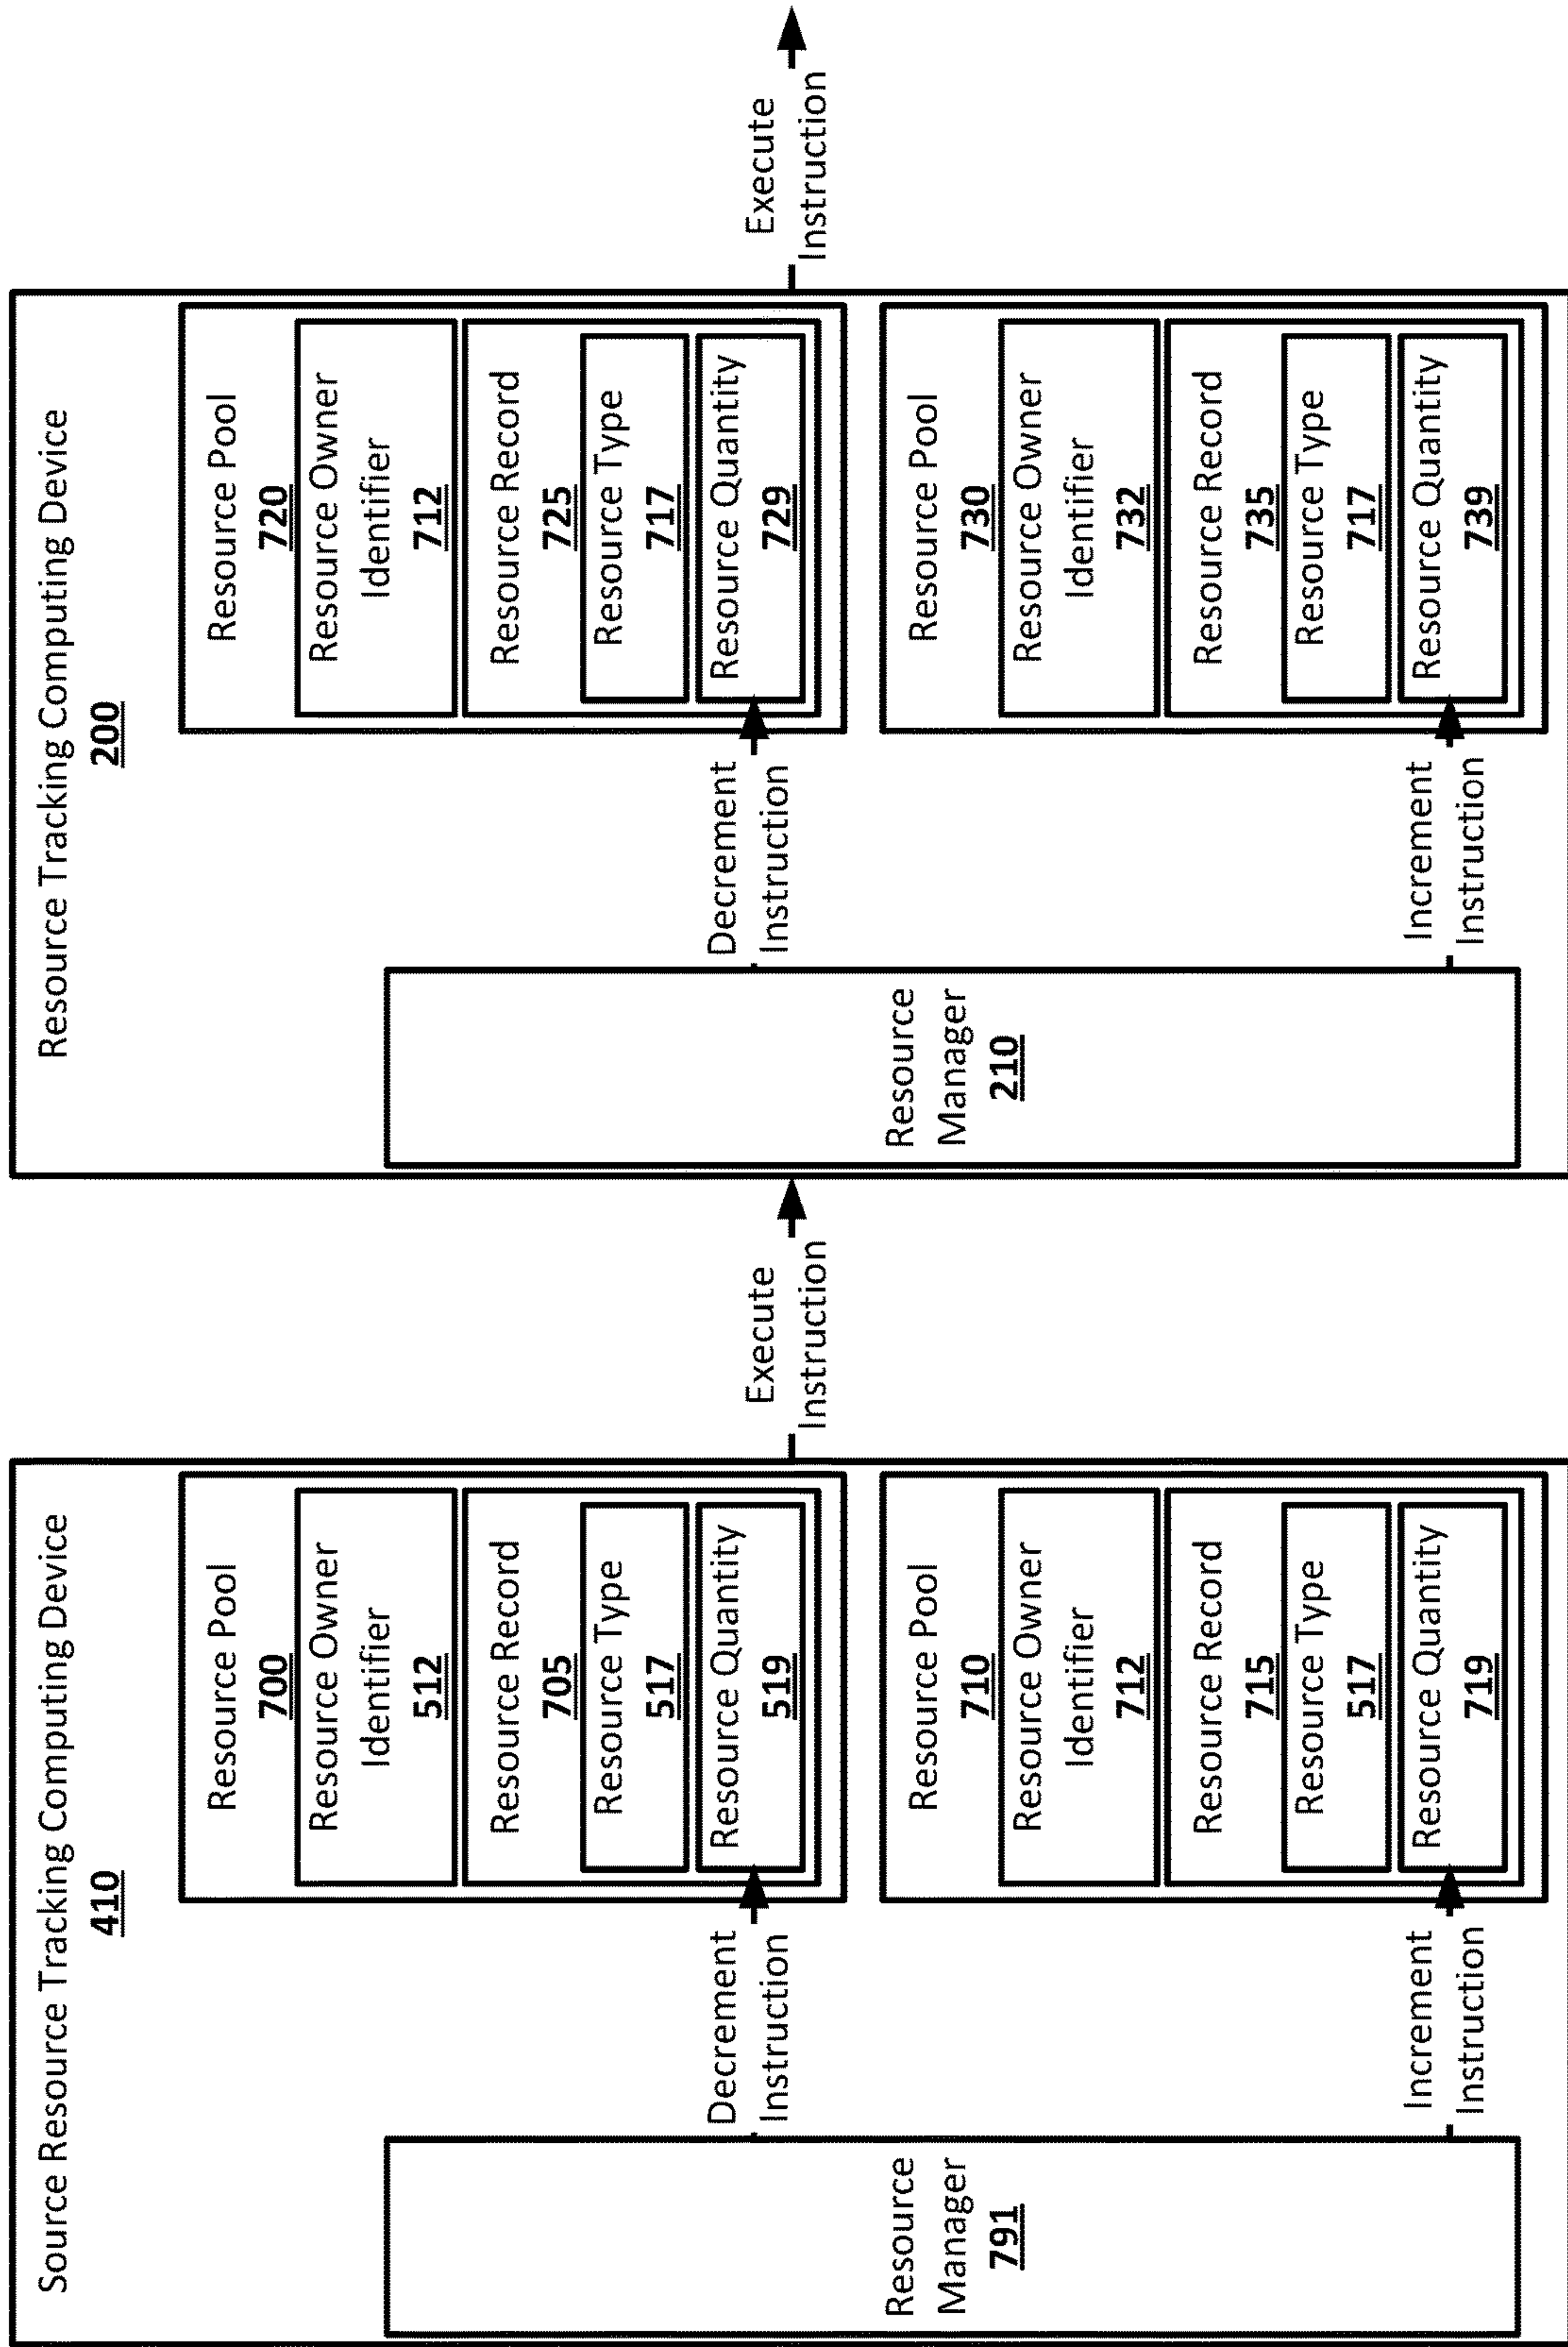 Source Resource Tracking Computing Device
410
Resource
Manager
791
Decrement
Instruction
Increment
Instruction
Resource Pool
700
Resource Owner
Identifier
512
Resource Record
705
Resource Type
517
Resource Quantity
519
Resource Pool
710
Resource Owner
Identifier
712
Resource Record
715
Resource Type
517
Resource Quantity
719
Execute
Instruction
Resource Tracking Computing Device
200
Resource
Manager
210
Decrement
Instruction
Increment
Instruction
Resource Pool
720
Resource Owner
Identifier
712
Resource Record
725
Resource Type
717
Resource Quantity
729
Resource Pool
730
Resource Owner
Identifier
732
Resource Record
735
Resource Type
717
Resource Quantity
739
Execute
Instruction